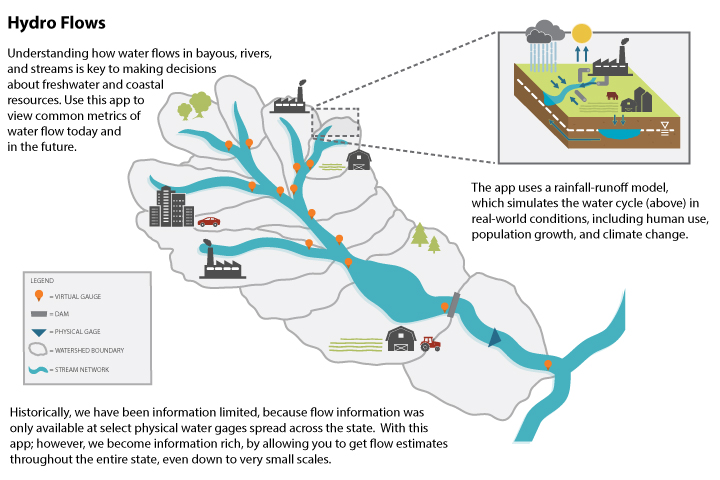 Hydro Flows
Understanding how water flows in bayous, rivers,
and streams is key to making decisions
about freshwater and coastal
resources. Use this app to
view common metrics of
water flow today and
in the future.
The app uses a rainfall-runoff model,
which simulates the water cycle (above) in
real-world conditions, including human use,
population growth, and climate change.
LEGEND
= VIRTUAL GAUGE
= DAM
= PHYSICAL GAGE
= WATERSHED BOUNDARY
= STREAM NETWORK
Historically, we have been information limited, because flow information was
only available at select physical water gages spread across the state. With this
app; however, we become information rich, by allowing you to get flow estimates
throughout the entire state, even down to very small scales.